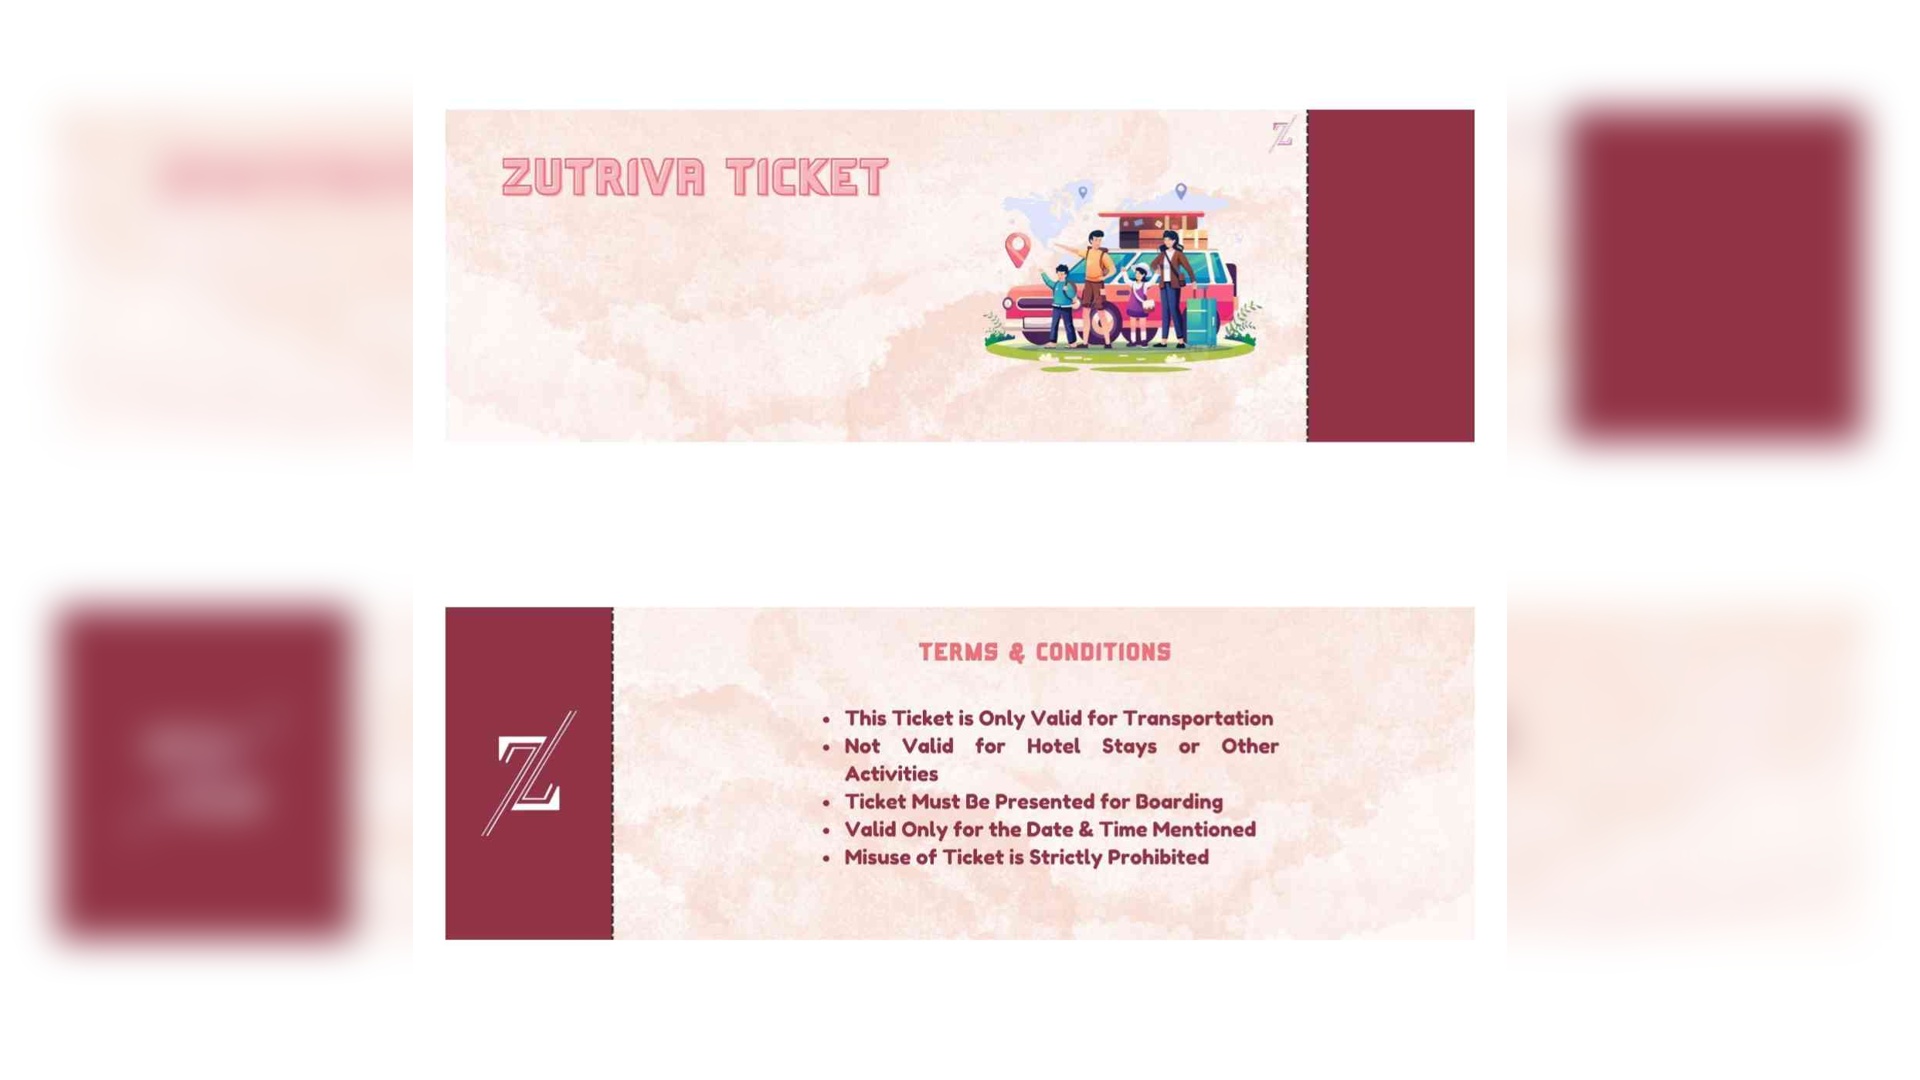 ZUTRIVA TICKET
Z
TERMS & CONDITIONS
Z
• This Ticket is Only Valid for Transportation
• Not Valid for Hotel Stays or Other
Activities
• Ticket Must Be Presented for Boarding
• Valid Only for the Date & Time Mentioned
• Misuse of Ticket is Strictly Prohibited